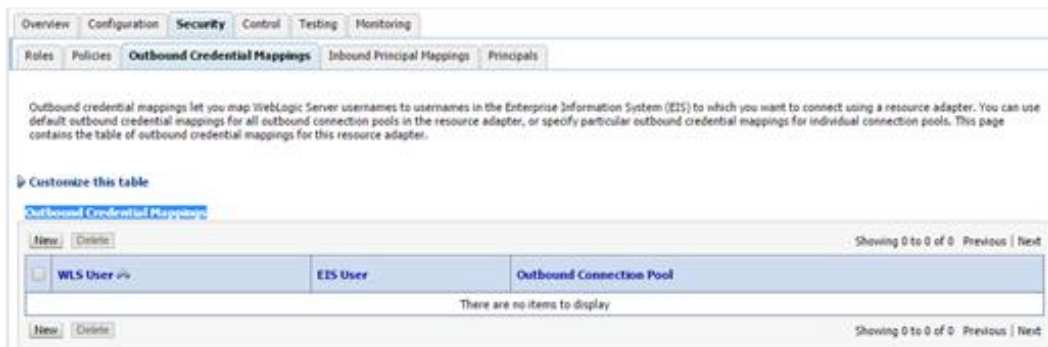 Overview Configuration Security Control Testing Monitoring
Roles Policies Outbound Credential Mappings Inbound Principal Mappings Principals
Outbound credential mappings let you map WebLogic Server usernames to usernames in the Enterprise Information System (EIS) to which you want to connect using a resource adapter. You can use
default outbound credential mappings for all outbound connection pools in the resource adapter, or specify particular outbound credential mappings for individual connection pools. This page
contains the table of outbound credential mappings for this resource adapter.
Customize this table
Outbound Credential Mappings
New Delete Showing 0 to 0 of 0 Previous | Next
WLS User EIS User Outbound Connection Pool
There are no items to display
New Delete Showing 0 to 0 of 0 Previous | Next